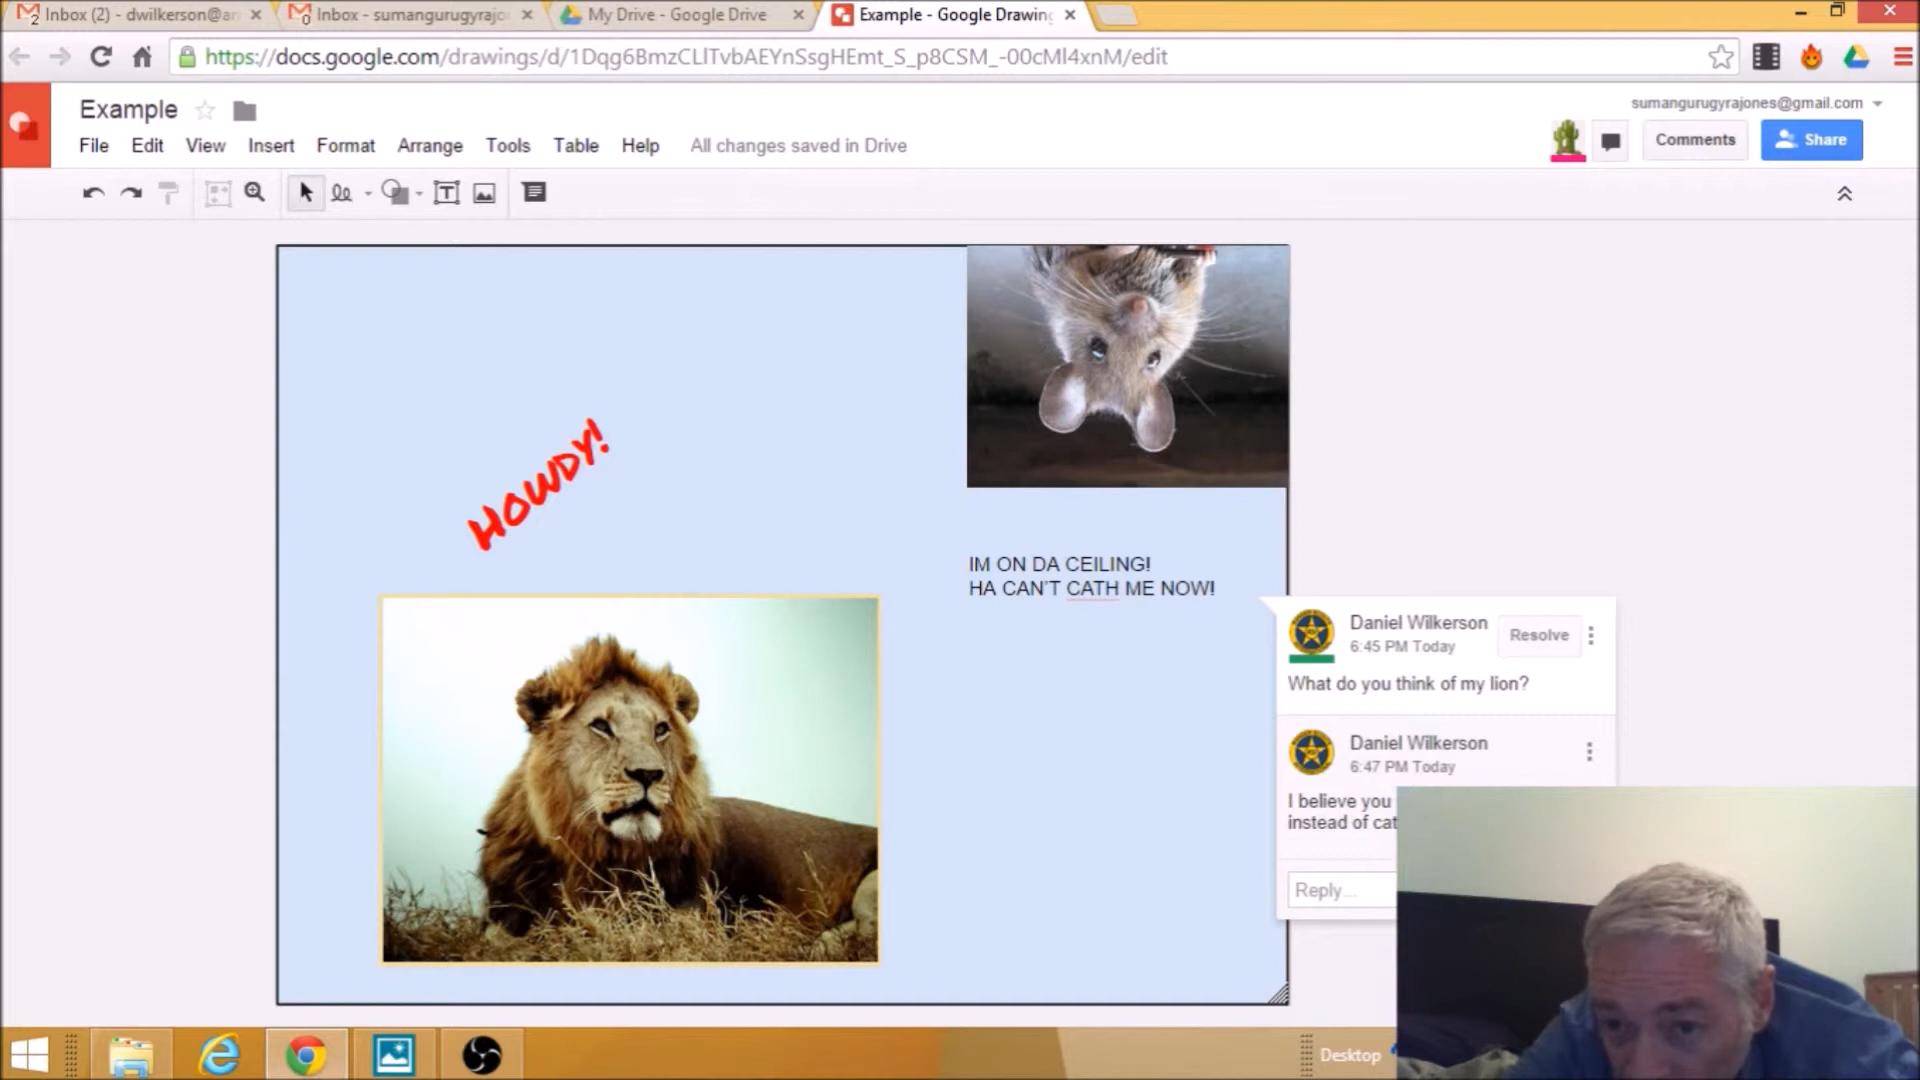 Inbox (2) - dwilkerson@ar
Inbox - sumangurugyrajo
My Drive - Google Drive
Example - Google Drawing
https://docs.google.com/drawings/d/1Dqg6BmzCLlTvbAEYnSsgHEmt_S_p8CSM_-00cMl4xnM/edit
Example
sumangurugyrajones@gmail.com
File Edit View Insert Format Arrange Tools Table Help All changes saved in Drive
Comments
Share
HOWDY!
IM ON DA CEILING!
HA CAN'T CATH ME NOW!
Daniel Wilkerson
6:45 PM Today
Resolve
What do you think of my lion?
Daniel Wilkerson
6:47 PM Today
I believe you
instead of cat
Reply...
Desktop